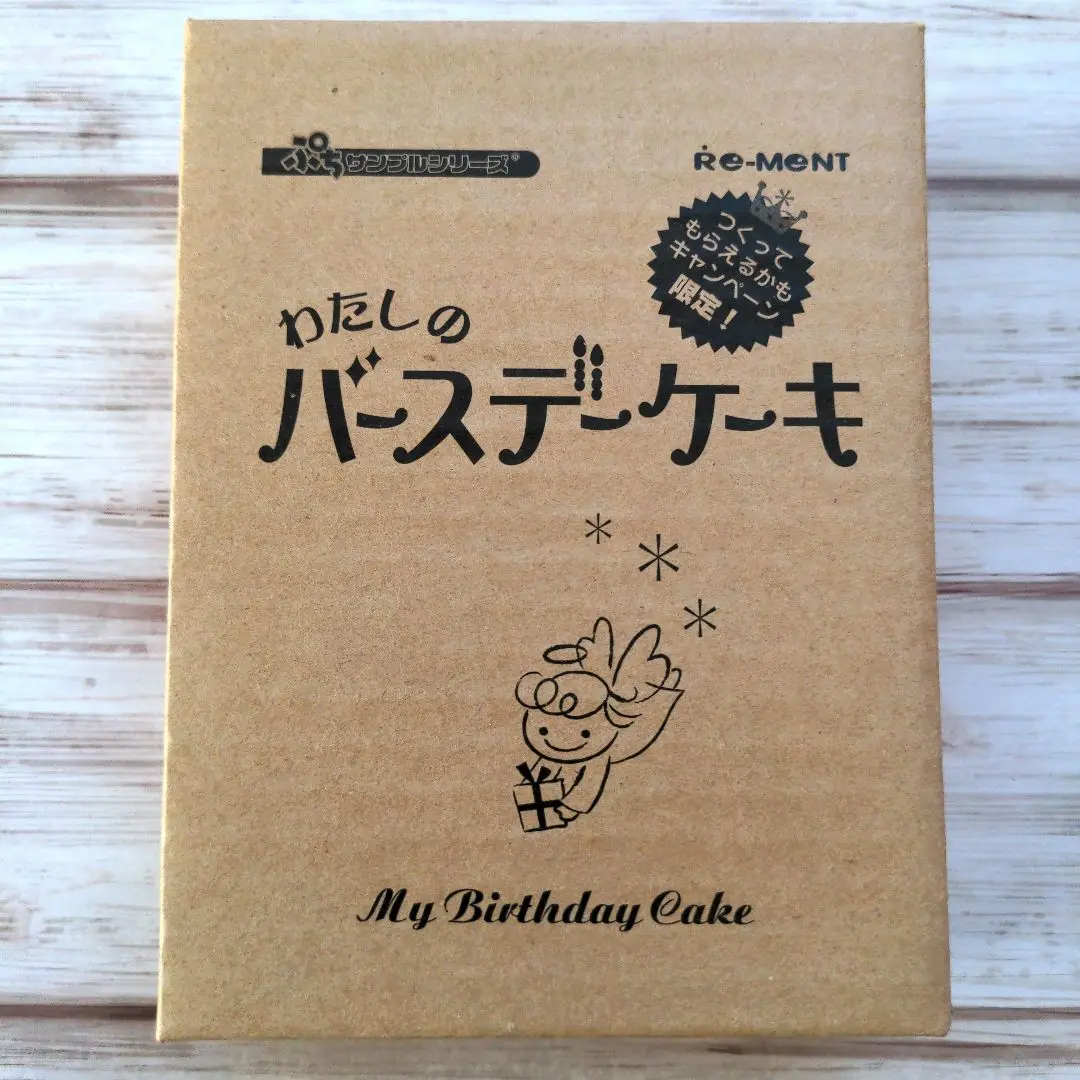 ぷちサンプルシリーズ®
Re-MeNT
つくって
もらえるかも
キャンペーン
限定！
わたしの
バースデーケーキ
My Birthday Cake